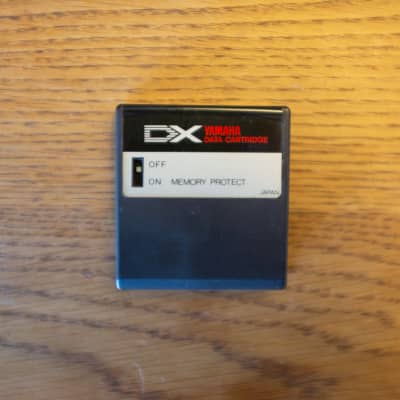 DX YAMAHA
DATA CARTRIDGE
OFF
ON MEMORY PROTECT
JAPAN